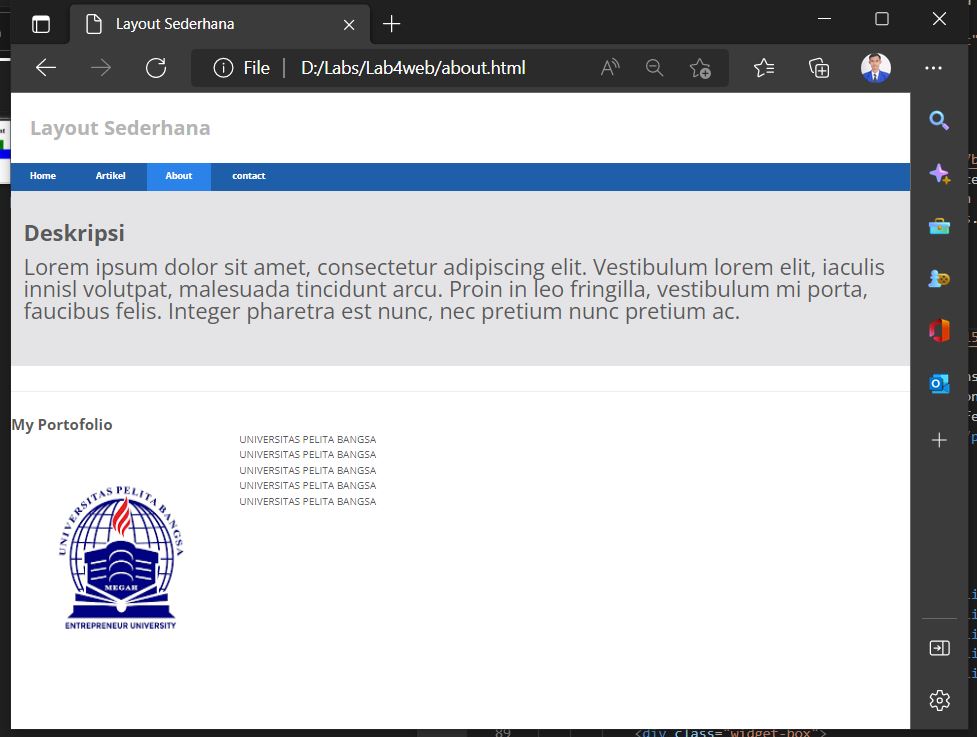 Layout Sederhana
File | D:/Labs/Lab4web/about.html
Layout Sederhana
Home Artikel About contact
Deskripsi
Lorem ipsum dolor sit amet, consectetur adipiscing elit. Vestibulum lorem elit, iaculis
innisl volutpat, malesuada tincidunt arcu. Proin in leo fringilla, vestibulum mi porta,
faucibus felis. Integer pharetra est nunc, nec pretium nunc pretium ac.
My Portofolio
UNIVERSITAS PELITA BANGSA
UNIVERSITAS PELITA BANGSA
UNIVERSITAS PELITA BANGSA
UNIVERSITAS PELITA BANGSA
UNIVERSITAS PELITA BANGSA
UNIVERSITAS PELITA BANGSA
MEGAH
ENTREPRENEUR UNIVERSITY
89 <div class="widget-box">